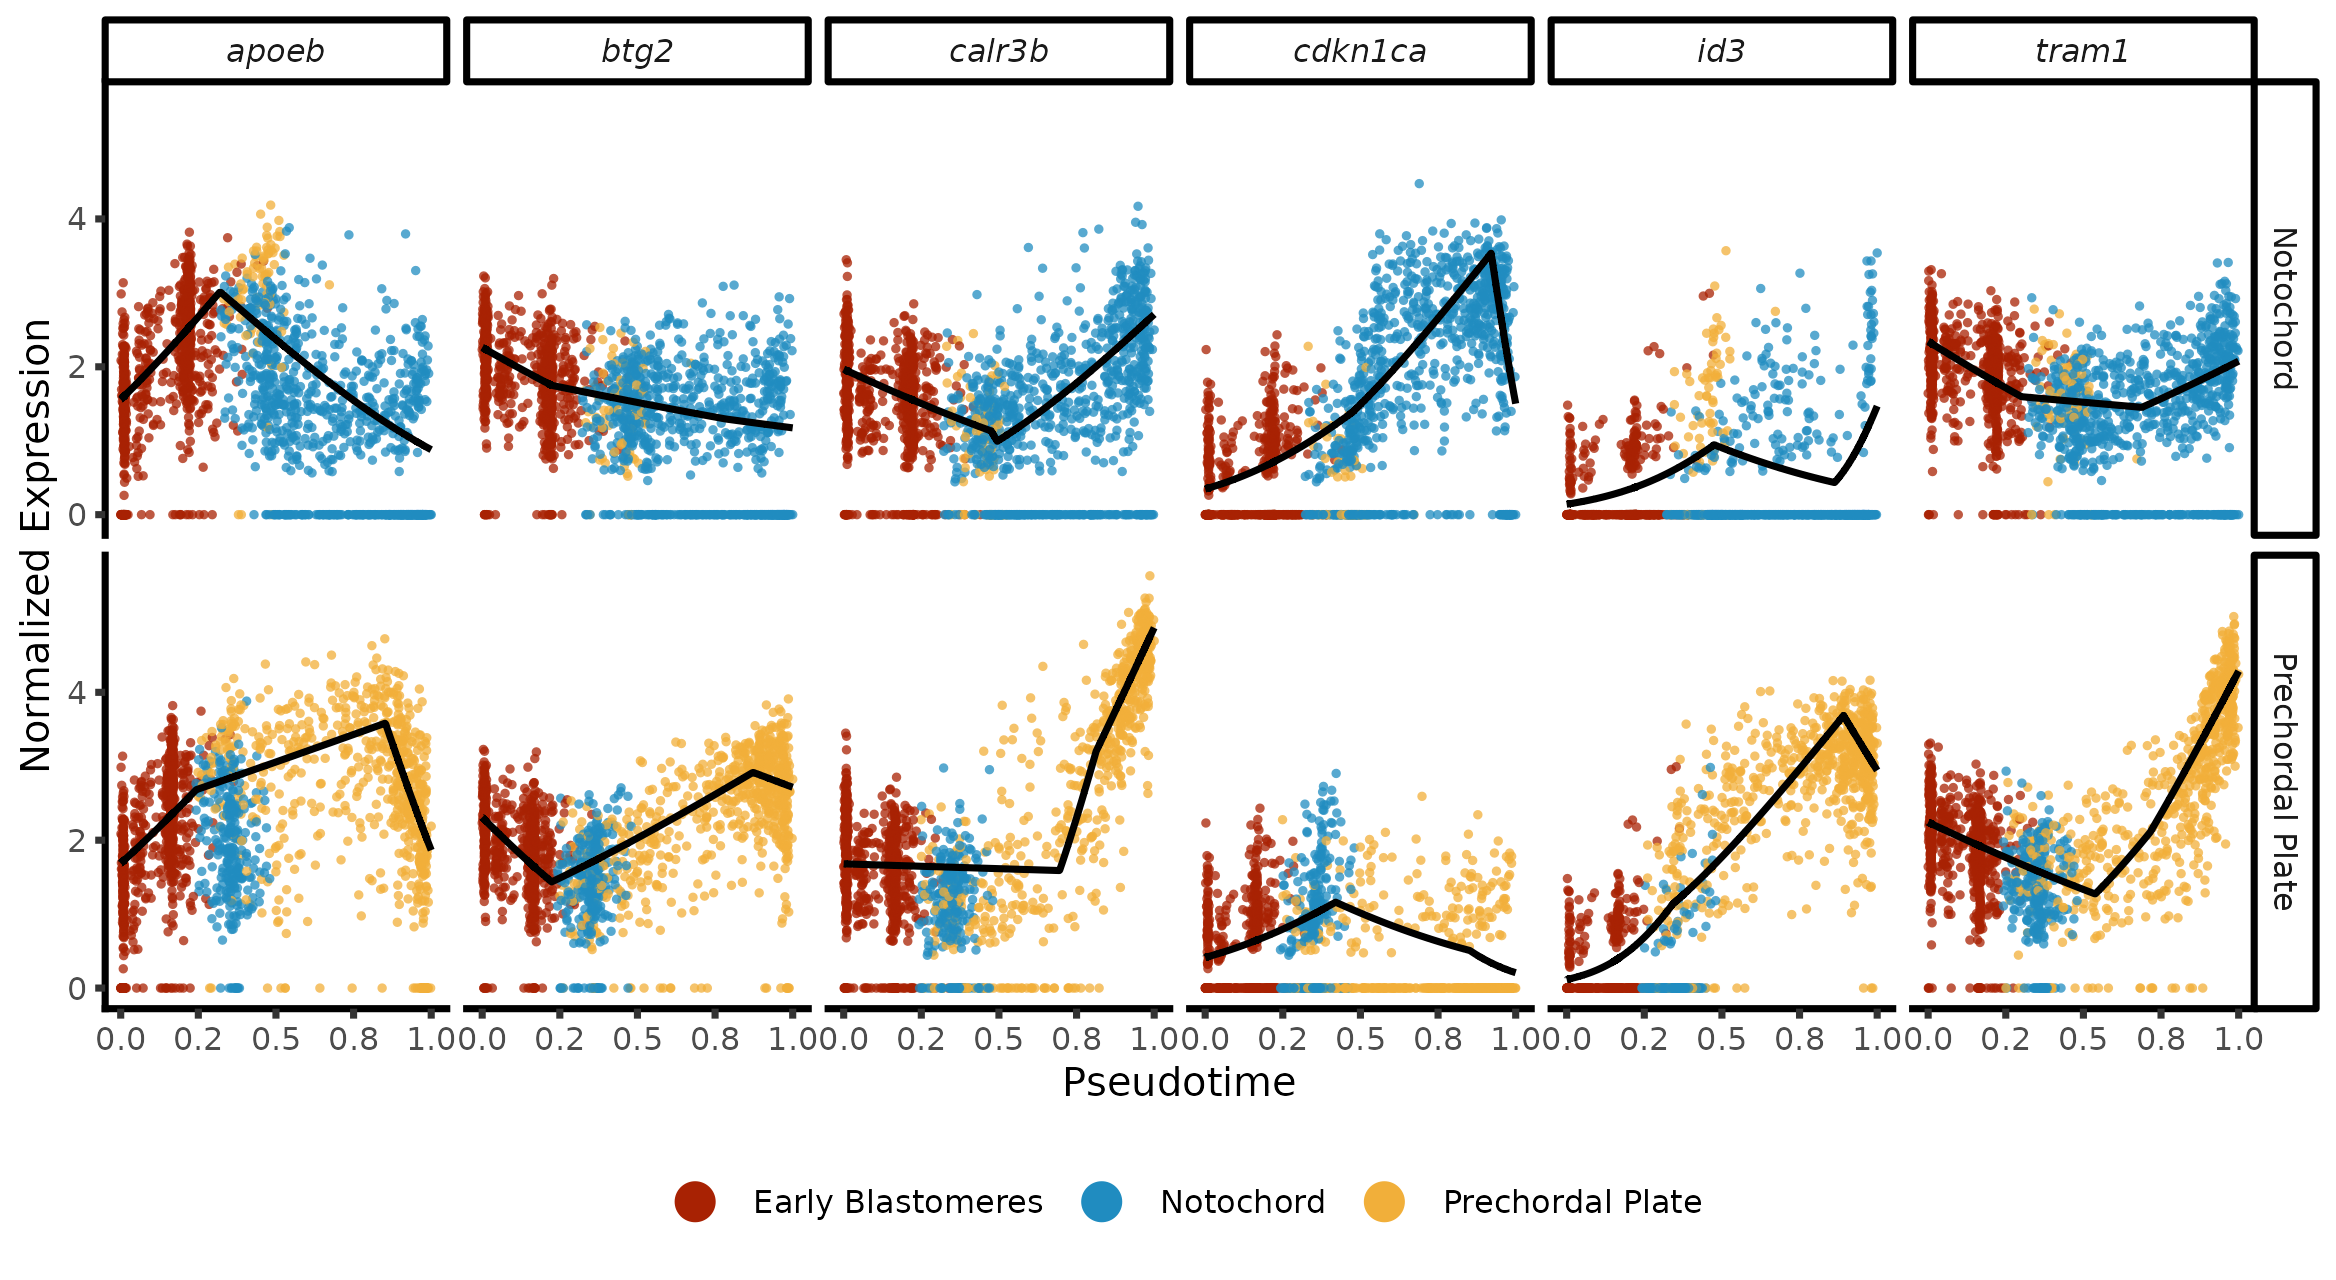 apoeb btg2 calr3b cdkn1ca id3 tram1
Normalized Expression
4
2
0
Notochord
4
2
0
Prechordal Plate
0.0 0.2 0.5 0.8 1.0 0.0 0.2 0.5 0.8 1.0 0.0 0.2 0.5 0.8 1.0 0.0 0.2 0.5 0.8 1.0 0.0 0.2 0.5 0.8 1.0 0.0 0.2 0.5 0.8 1.0
Pseudotime
Early Blastomeres Notochord Prechordal Plate